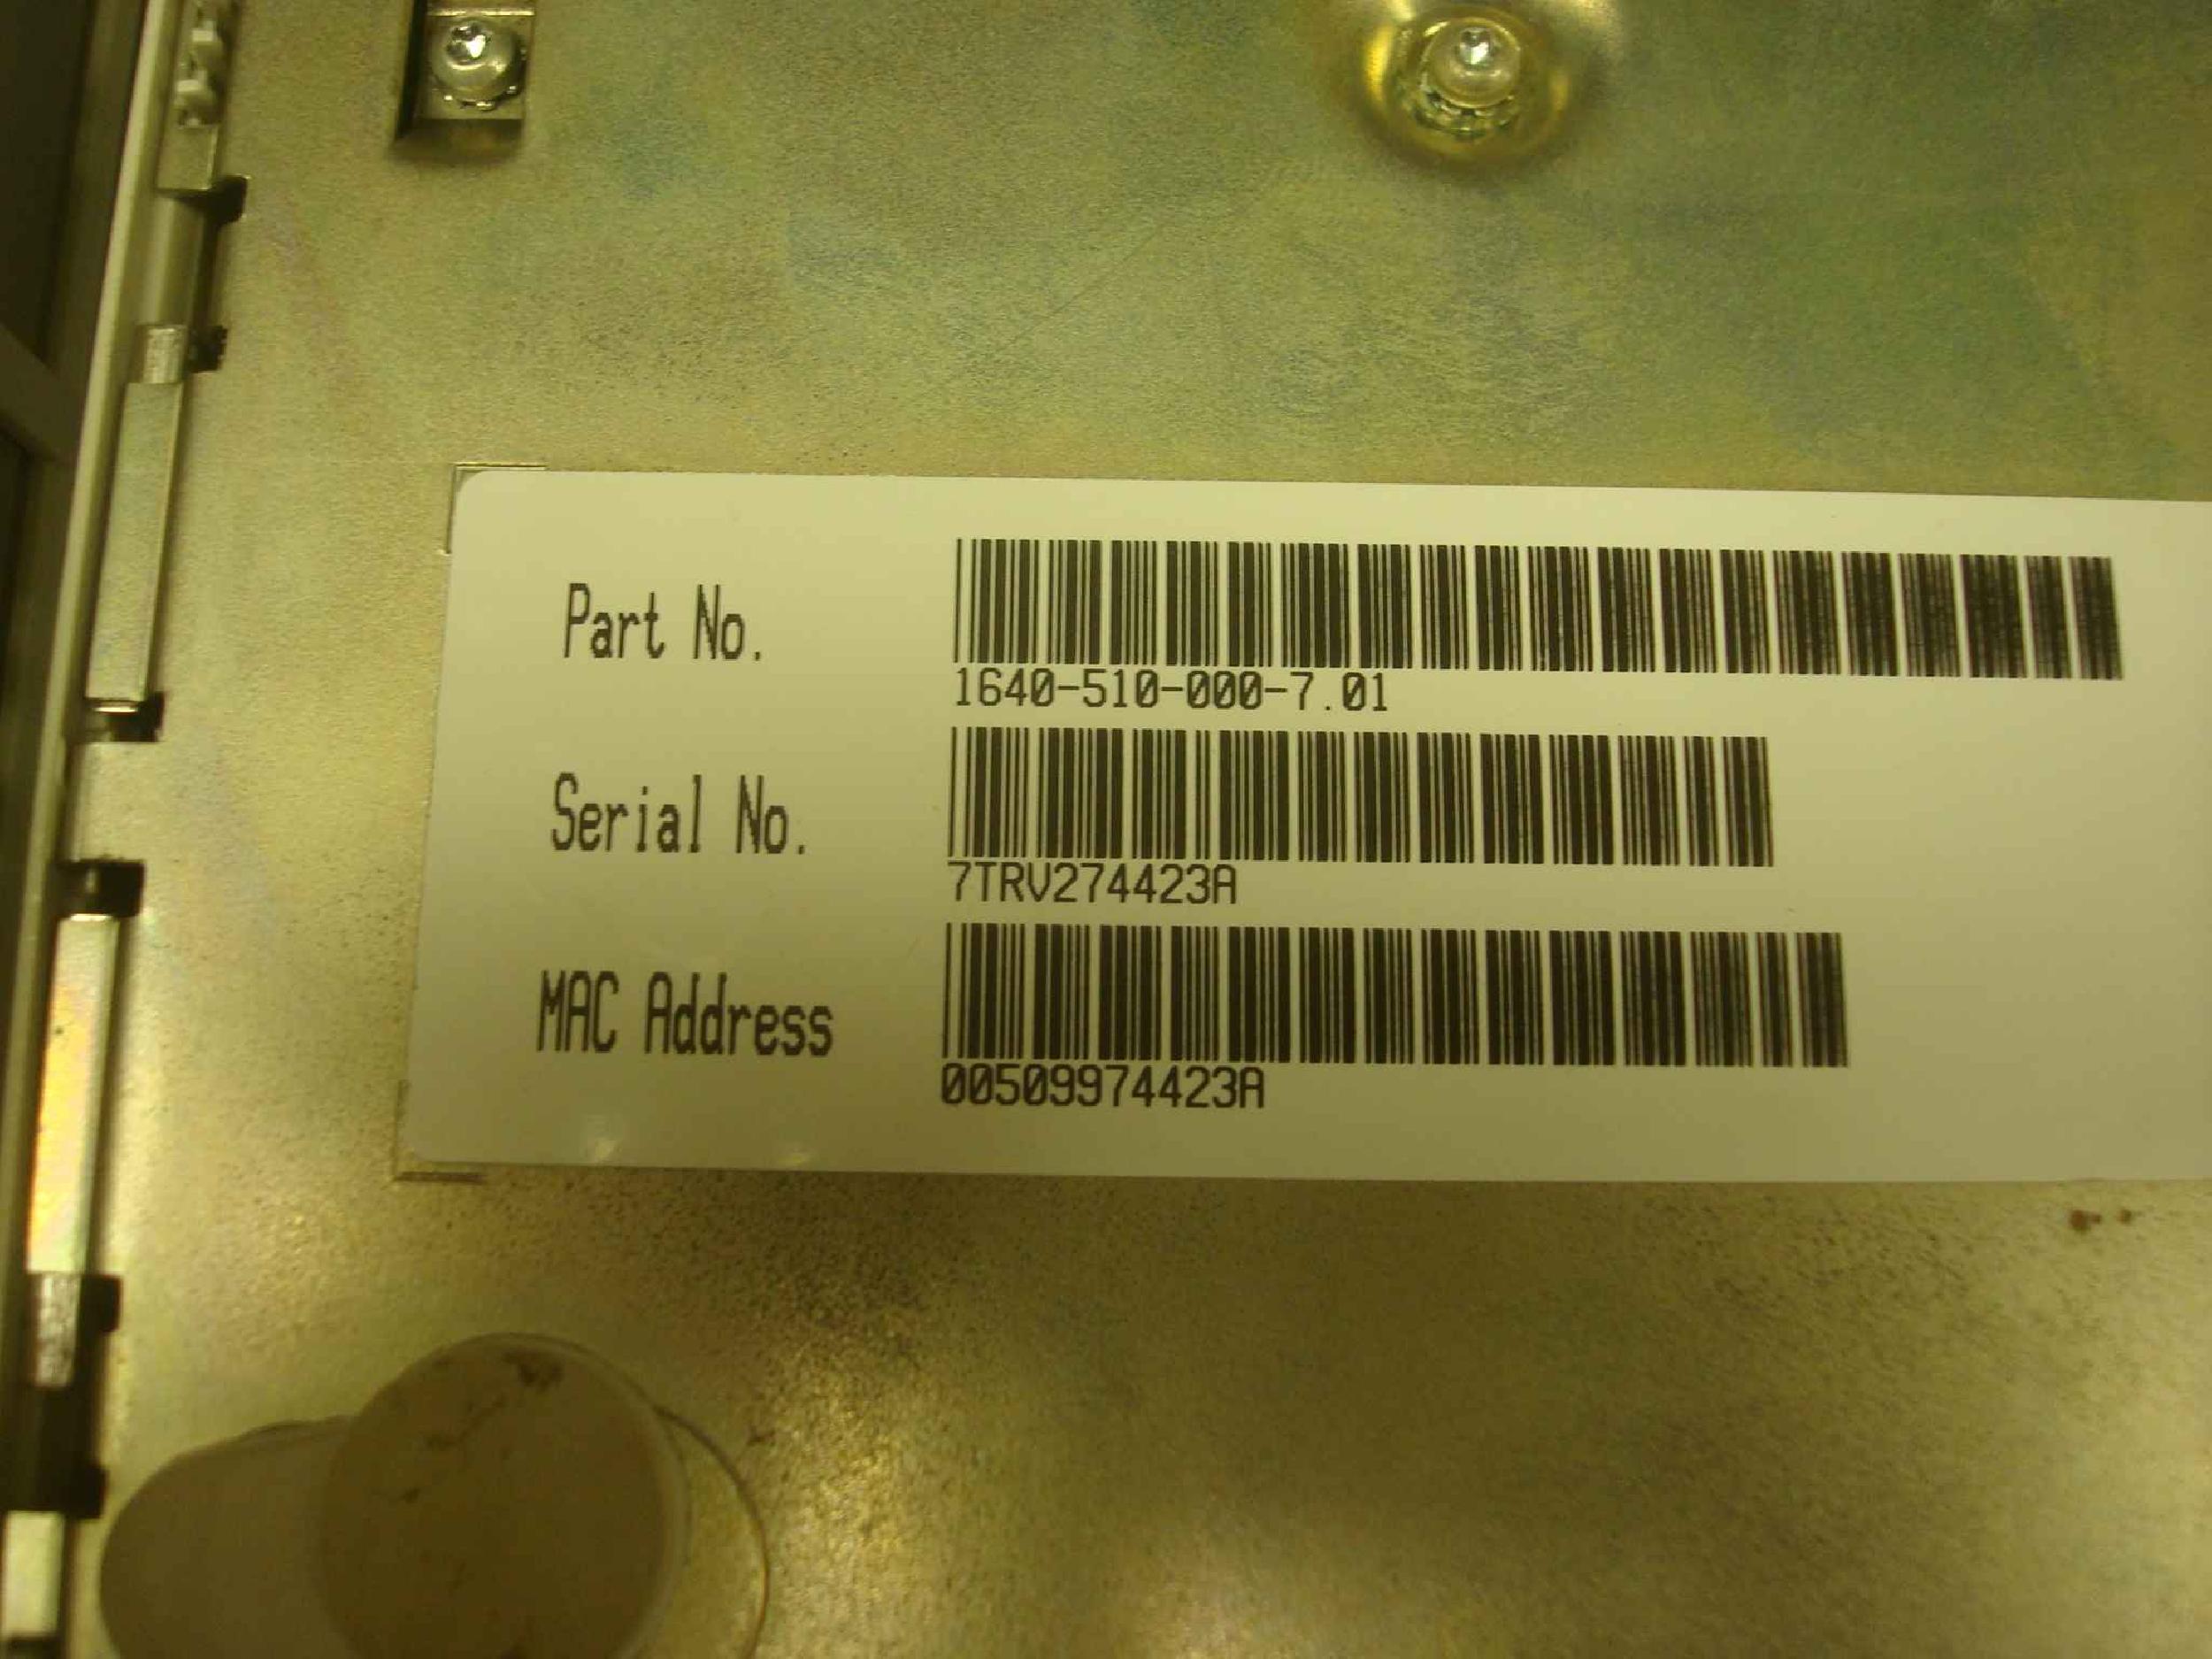 Part No.
1640-510-000-7.01
Serial No.
7TRV274423A
MAC Address
00509974423A